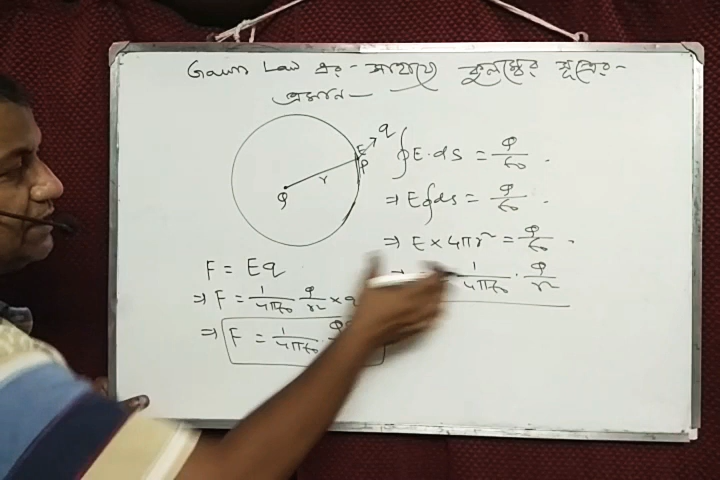 Gauss Law এর - সাহায্যে কুলম্বের সূত্রের -
প্রমাণ —
q
E
P
r
Q
∮E.ds = Q/ε₀ .
⇒ E∮ds = Q/ε₀ .
⇒ E × 4πr² = Q/ε₀ .
1/4πε₀ . Q/r²
F = Eq
⇒ F = 1/4πε₀ Q/r² × q
⇒ F = 1/4πε₀ .